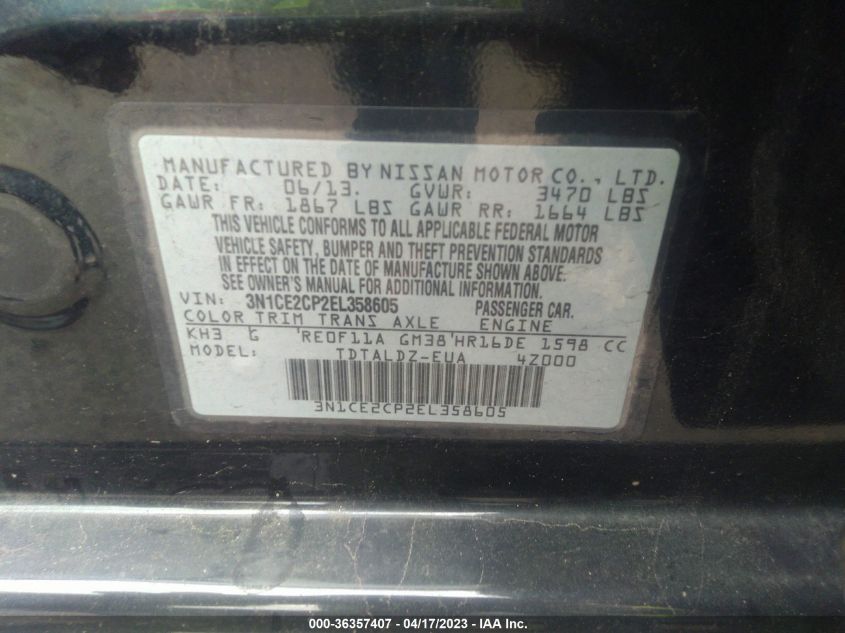 MANUFACTURED BY NISSAN MOTOR CO., LTD.
DATE: 06/13. GVWR: 3470 LBS
GAWR FR: 1867 LBS GAWR RR: 1664 LBS
THIS VEHICLE CONFORMS TO ALL APPLICABLE FEDERAL MOTOR
VEHICLE SAFETY, BUMPER AND THEFT PREVENTION STANDARDS
IN EFFECT ON THE DATE OF MANUFACTURE SHOWN ABOVE.
SEE OWNER'S MANUAL FOR ADDITIONAL INFORMATION.
VIN: 3N1CE2CP2EL358605 PASSENGER CAR.
COLOR TRIM TRANS AXLE ENGINE
KH3 G 'RE0F11A GM38'HR16DE 1598 CC
MODEL: TDTALDZ-EUA 4Z000
3N1CE2CP2EL358605
000-36357407 - 04/17/2023 - IAA Inc.